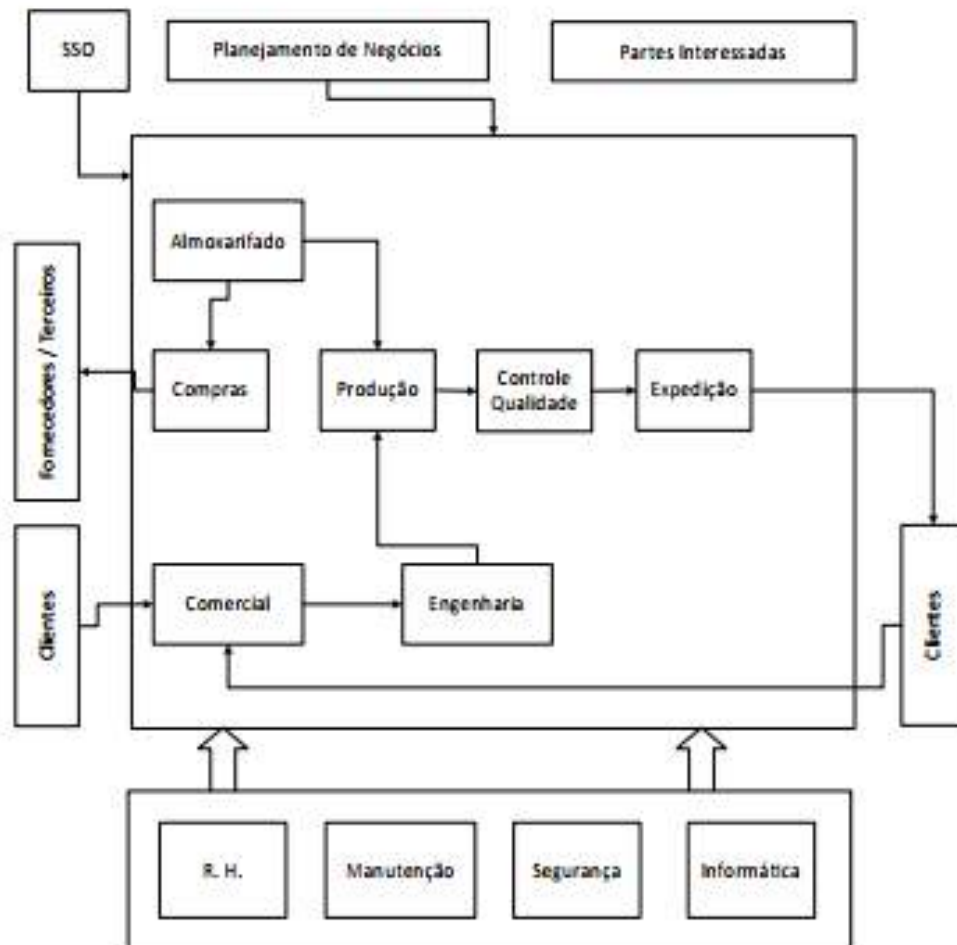 SSO
Planejamento de Negócios
Partes Interessadas
Almoxarifado
Fornecedores / Terceiros
Compras
Produção
Controle
Qualidade
Expedição
Clientes
Comercial
Engenharia
Clientes
R. H.
Manutenção
Segurança
Informática